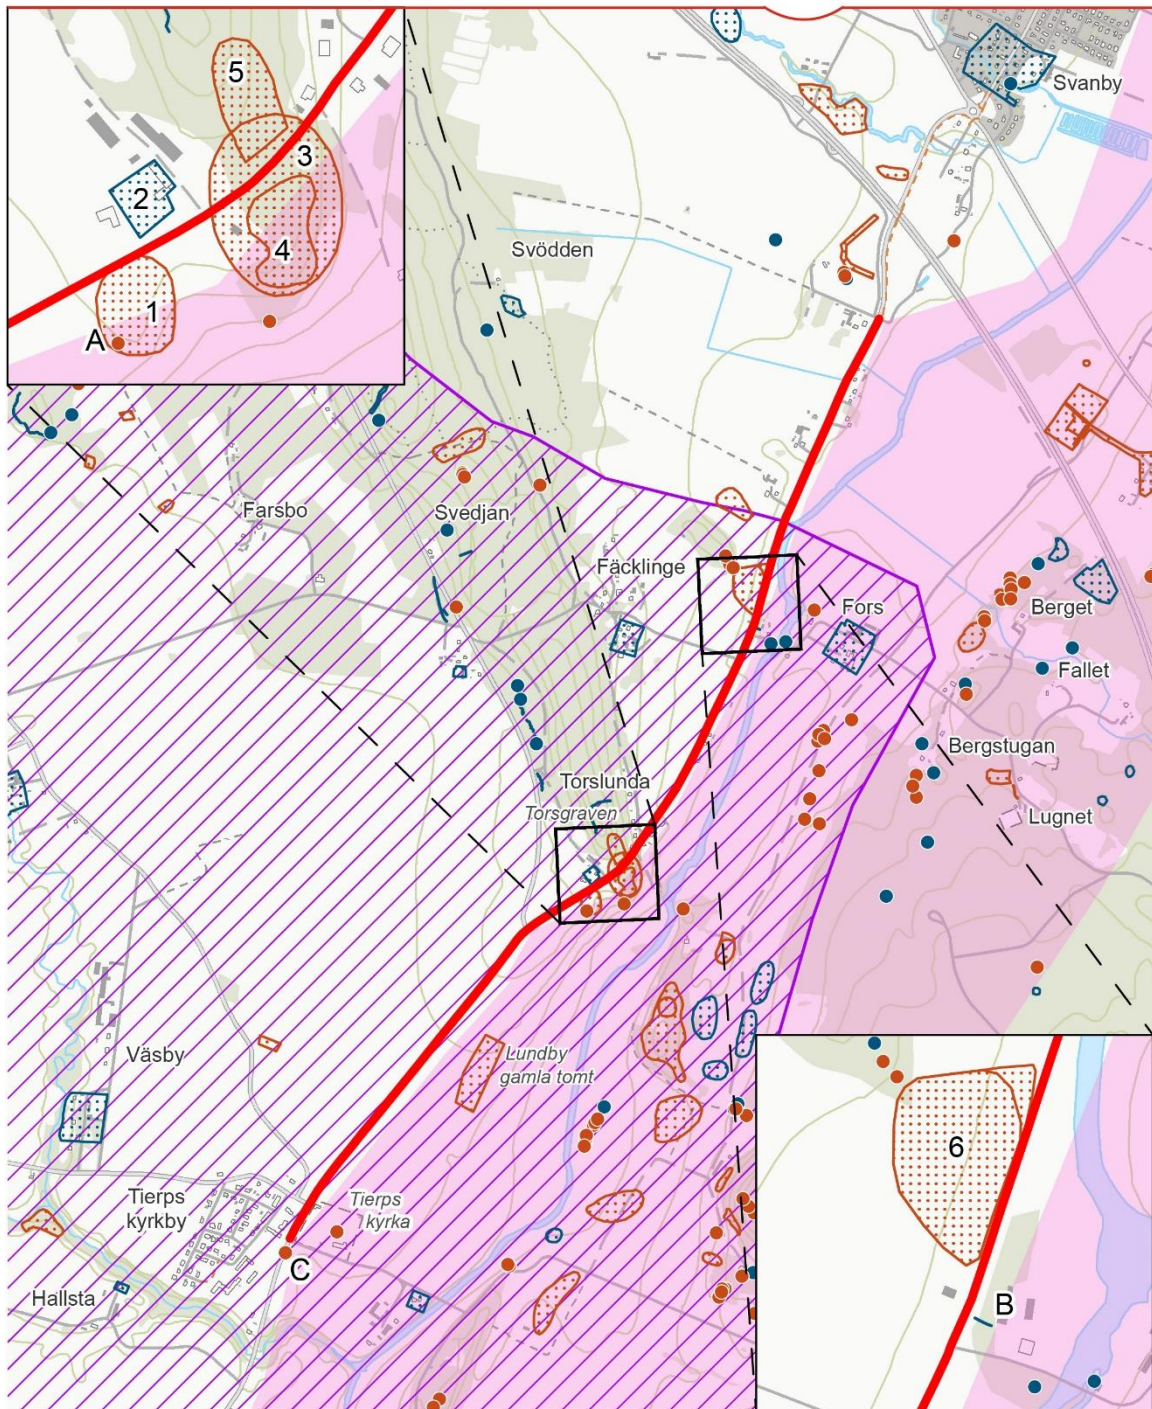 5
3
2
4
1
A
Svanby
Svödden
Farsbo
Svedjan
Fäcklinge
Fors
Berget
Fallet
Bergstugan
Torslunda
Torsgraven
Lugnet
Väsby
Lundby
gamla tomt
6
Tierps
kyrkby
Tierps
kyrka
C
Hallsta
B